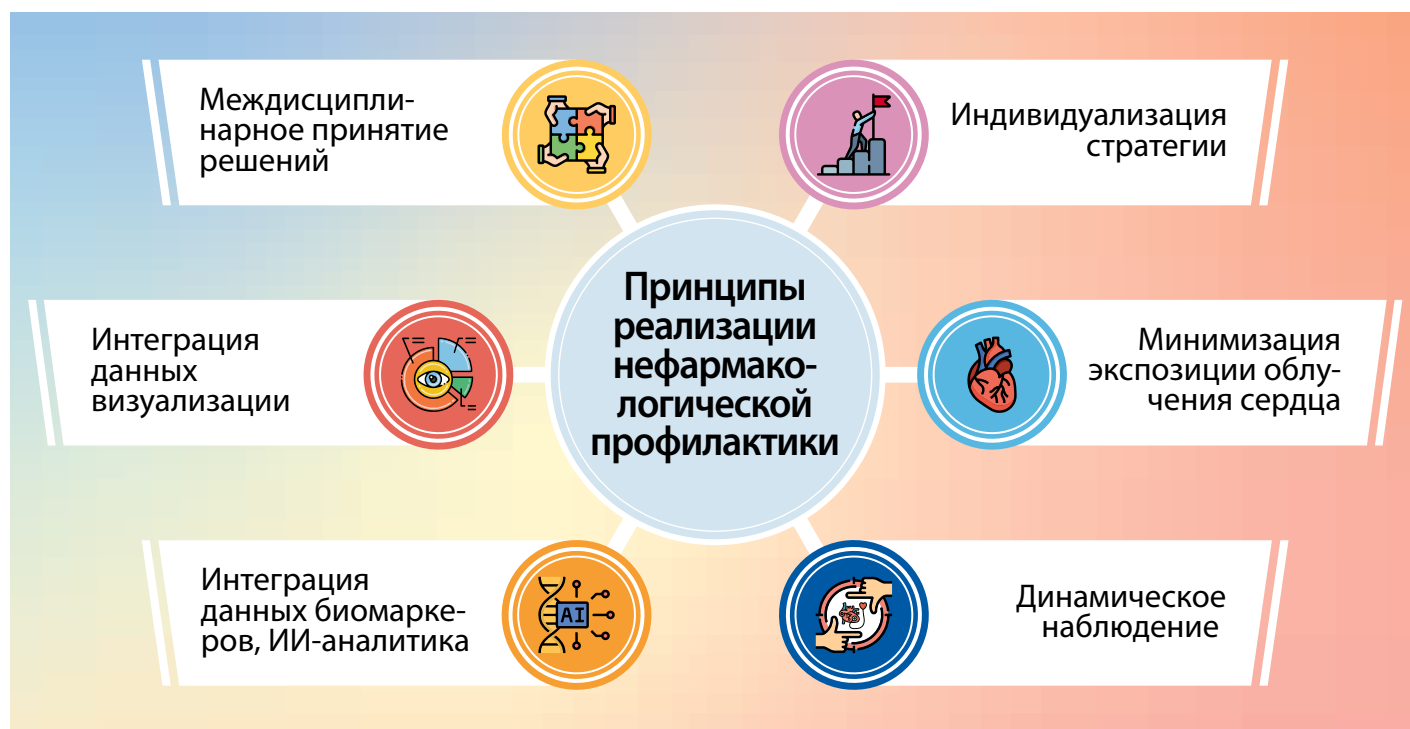 Междисципли-
нарное принятие
решений
Индивидуализация
стратегии
Принципы
реализации
нефармако-
логической
профилактики
Интеграция
данных
визуализации
Минимизация
экспозиции облу-
чения сердца
Интеграция
данных биомарке-
ров, ИИ-аналитика
AI
Динамическое
наблюдение